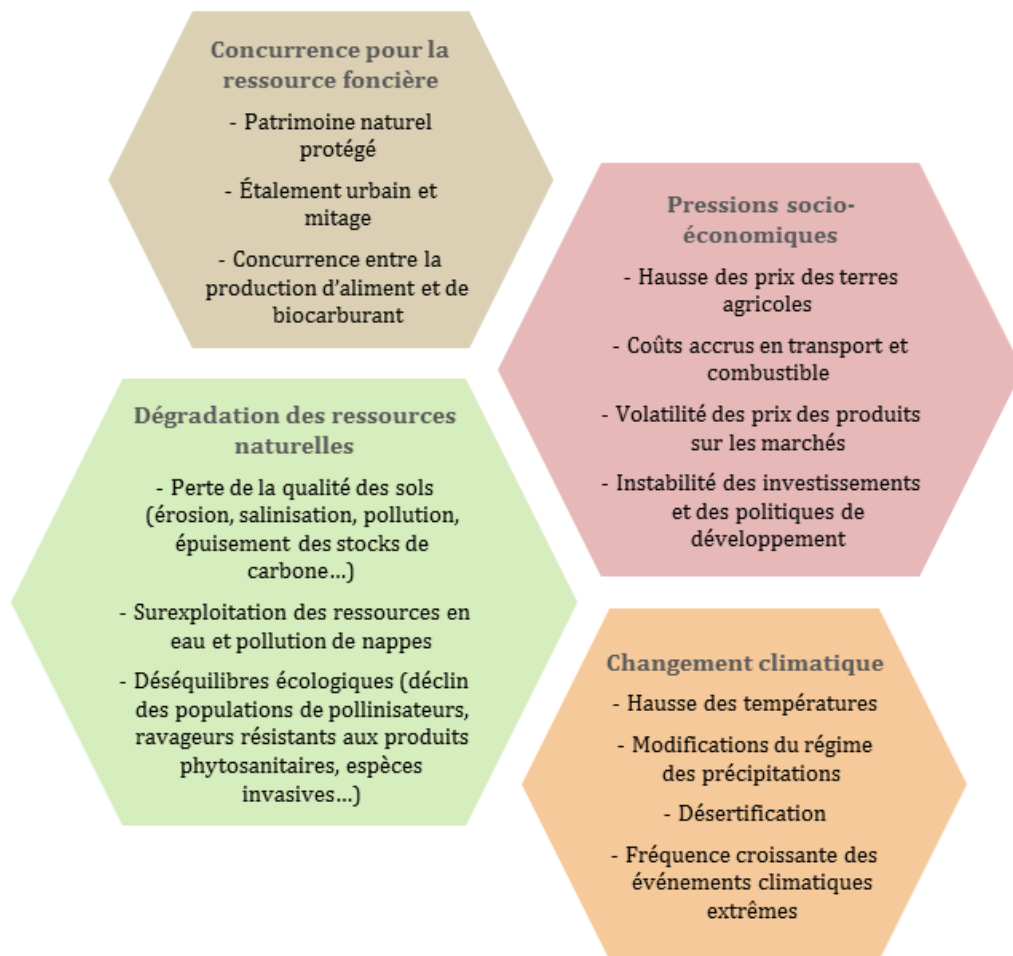 Concurrence pour la
ressource foncière
- Patrimoine naturel
protégé
- Étalement urbain et
mitage
- Concurrence entre la
production d'aliment et de
biocarburant
Pressions socio-
économiques
- Hausse des prix des terres
agricoles
- Coûts accrus en transport et
combustible
- Volatilité des prix des produits
sur les marchés
- Instabilité des investissements
et des politiques de
développement
Dégradation des ressources
naturelles
- Perte de la qualité des sols
(érosion, salinisation, pollution,
épuisement des stocks de
carbone...)
- Surexploitation des ressources en
eau et pollution de nappes
- Déséquilibres écologiques (déclin
des populations de pollinisateurs,
ravageurs résistants aux produits
phytosanitaires, espèces
invasives...)
Changement climatique
- Hausse des températures
- Modifications du régime
des précipitations
- Désertification
- Fréquence croissante des
événements climatiques
extrêmes